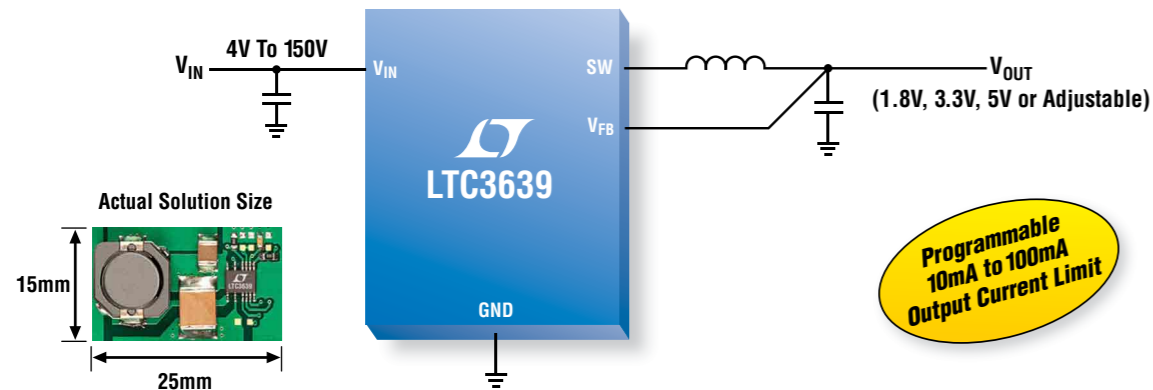 4V To 150V
VIN
VIN
SW
VOUT
(1.8V, 3.3V, 5V or Adjustable)
VFB
LTC3639
GND
Actual Solution Size
15mm
LTC3639
25mm
Programmable
10mA to 100mA
Output Current Limit